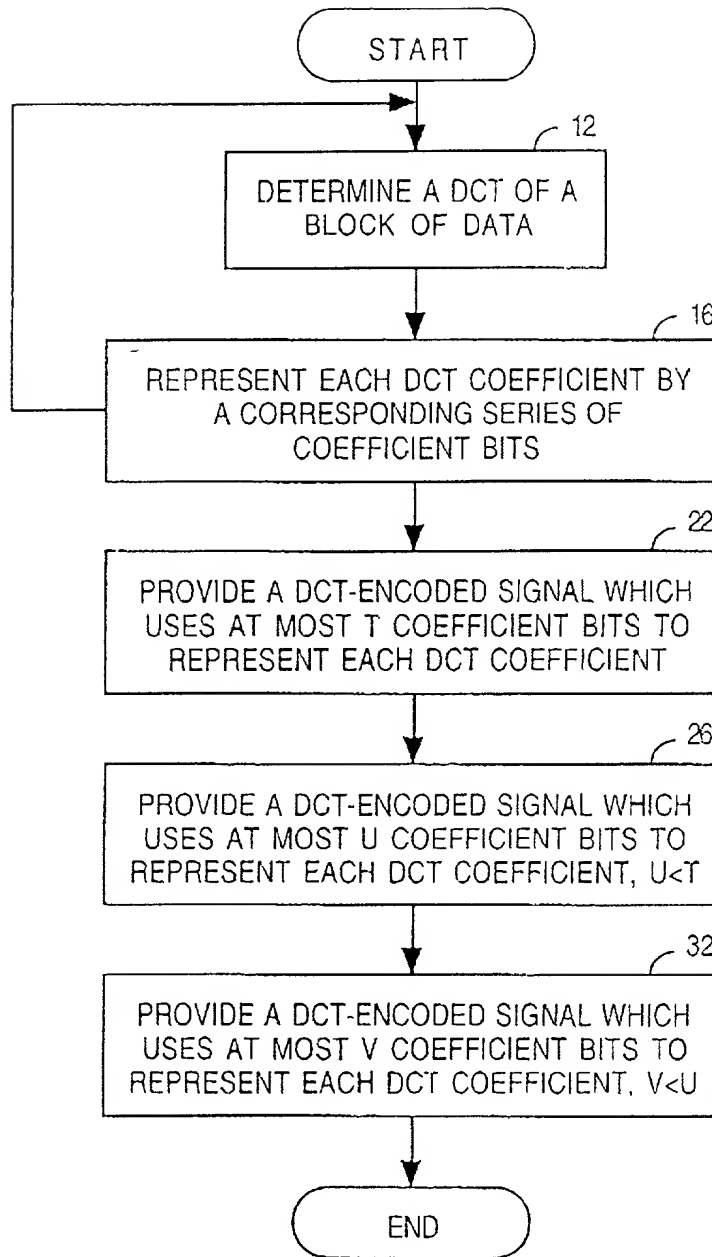 START
12
DETERMINE A DCT OF A
BLOCK OF DATA
16
REPRESENT EACH DCT COEFFICIENT BY
A CORRESPONDING SERIES OF
COEFFICIENT BITS
22
PROVIDE A DCT-ENCODED SIGNAL WHICH
USES AT MOST T COEFFICIENT BITS TO
REPRESENT EACH DCT COEFFICIENT
26
PROVIDE A DCT-ENCODED SIGNAL WHICH
USES AT MOST U COEFFICIENT BITS TO
REPRESENT EACH DCT COEFFICIENT, U<T
32
PROVIDE A DCT-ENCODED SIGNAL WHICH
USES AT MOST V COEFFICIENT BITS TO
REPRESENT EACH DCT COEFFICIENT, V<U
END